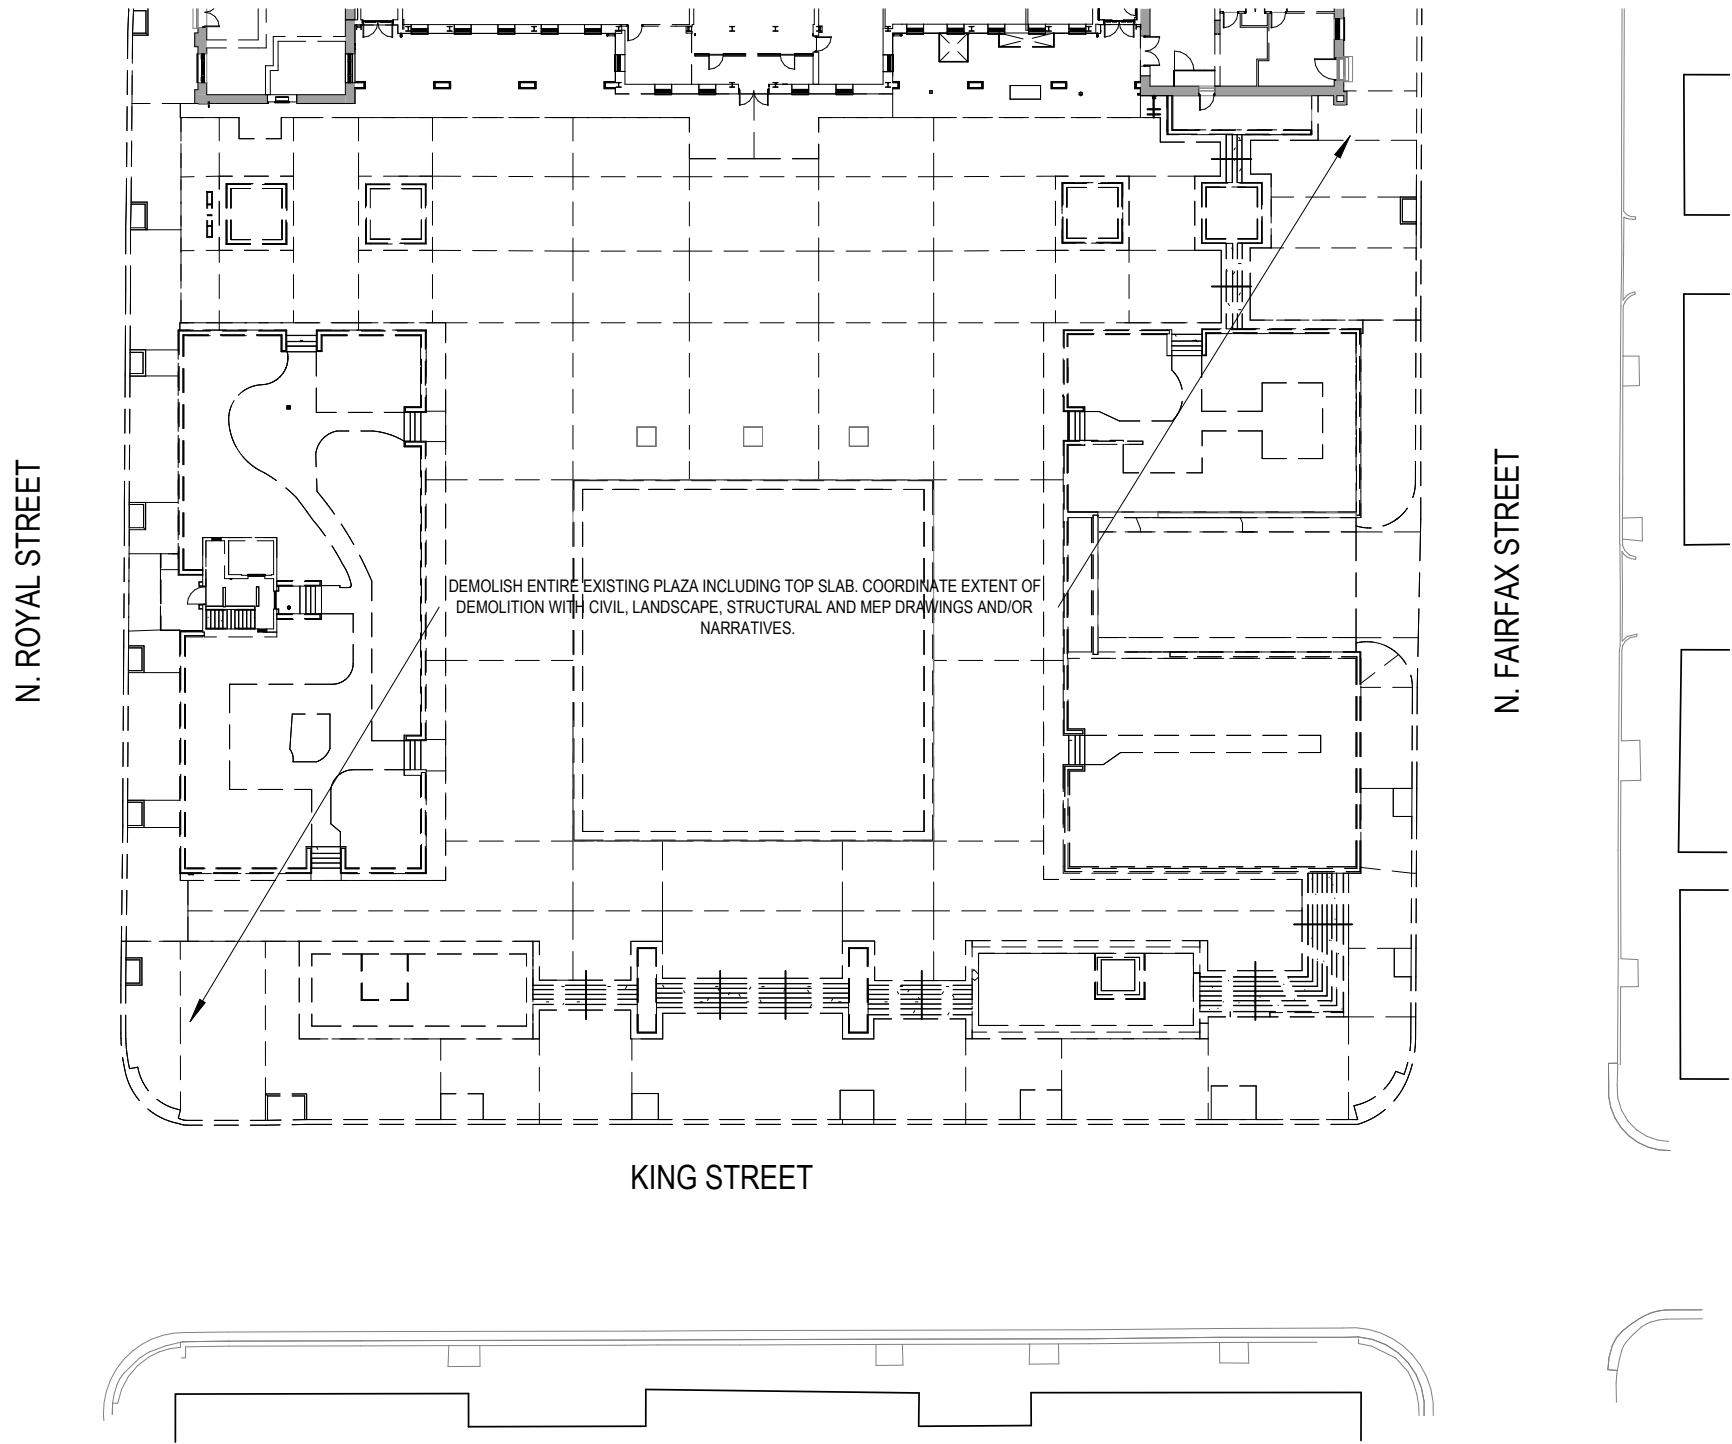 N. ROYAL STREET
DEMOLISH ENTIRE EXISTING PLAZA INCLUDING TOP SLAB. COORDINATE EXTENT OF
DEMOLITION WITH CIVIL, LANDSCAPE, STRUCTURAL AND MEP DRAWINGS AND/OR
NARRATIVES.
N. FAIRFAX STREET
KING STREET